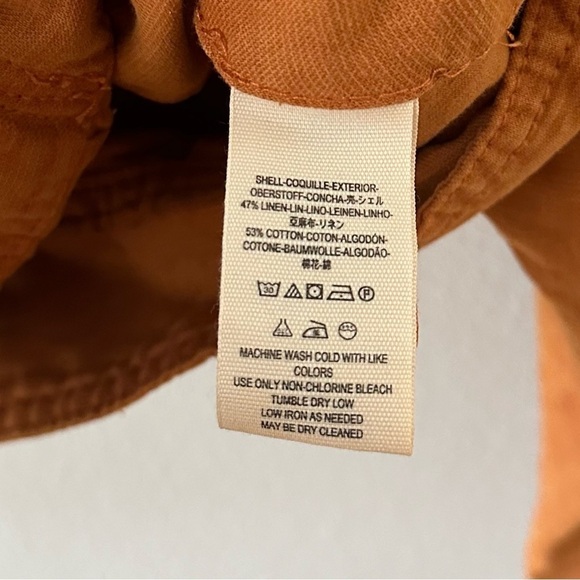 SHELL-COQUILLE-EXTERIOR-
OBERSTOFF-CONCHA-売-シェル
47% LINEN-LIN-LINO-LEINEN-LINHO-
亞麻布-リネン
53% COTTON-COTON-ALGODÓN-
COTONE-BAUMWOLLE-ALGODÃO-
棉花-綿
30
P
MACHINE WASH COLD WITH LIKE
COLORS
USE ONLY NON-CHLORINE BLEACH
TUMBLE DRY LOW
LOW IRON AS NEEDED
MAY BE DRY CLEANED